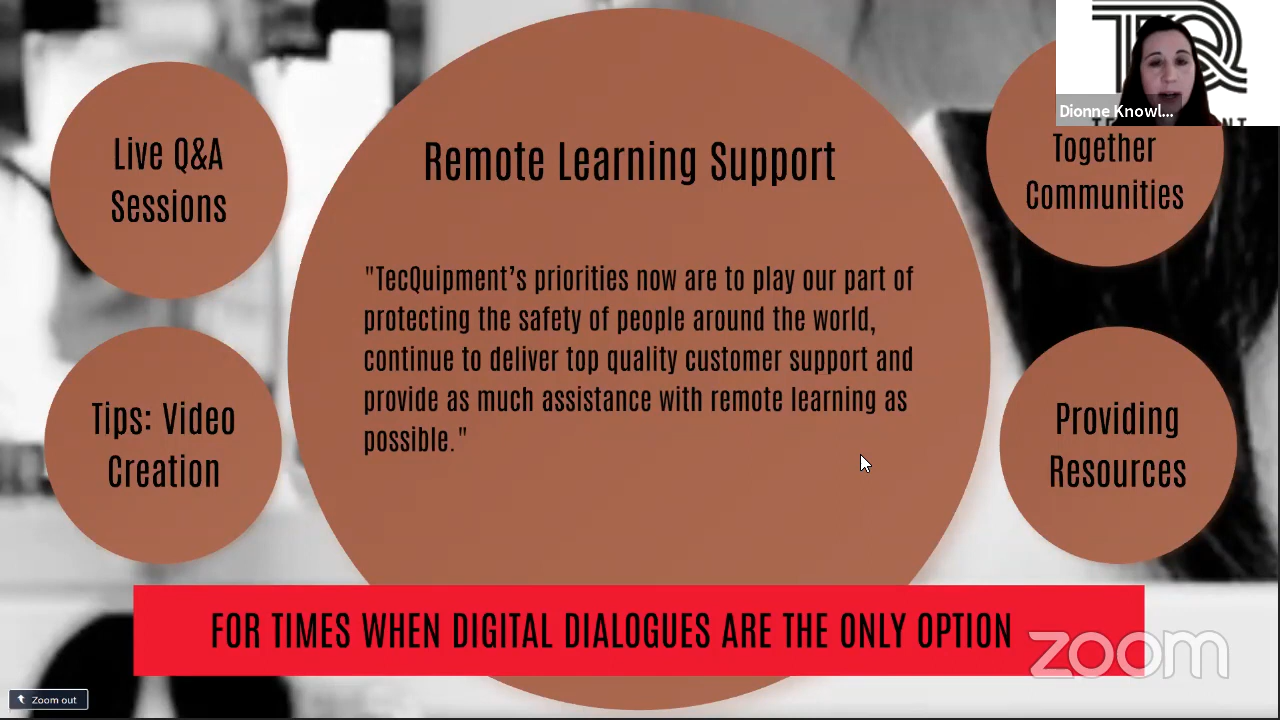 Live Q&A
Sessions
Tips: Video
Creation
Remote Learning Support
"TecQuipment’s priorities now are to play our part of
protecting the safety of people around the world,
continue to deliver top quality customer support and
provide as much assistance with remote learning as
possible."
TQ
Dionne Knowl...
Together
Communities
Providing
Resources
FOR TIMES WHEN DIGITAL DIALOGUES ARE THE ONLY OPTION
zoom
Zoom out